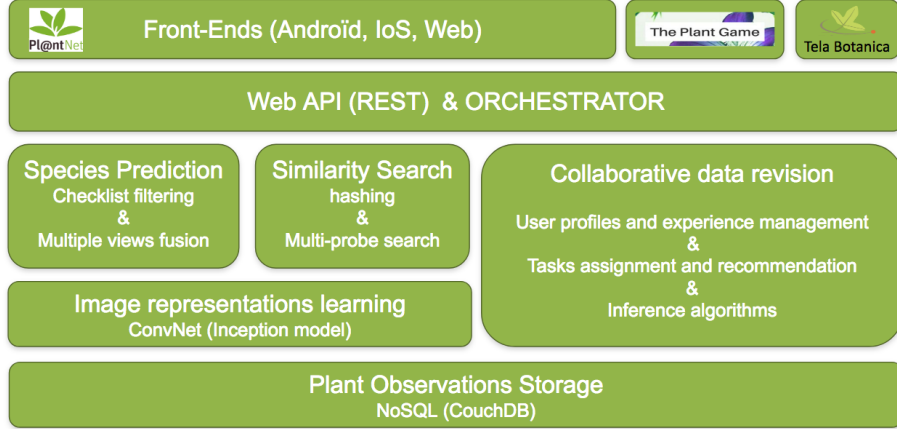 Pl@ntNet
Front-Ends (Androïd, IoS, Web)
The Plant Game
Tela Botanica
Web API (REST) & ORCHESTRATOR
Species Prediction
Checklist filtering
&
Multiple views fusion
Similarity Search
hashing
&
Multi-probe search
Collaborative data revision
User profiles and experience management
&
Tasks assignment and recommendation
&
Inference algorithms
Image representations learning
ConvNet (Inception model)
Plant Observations Storage
NoSQL (CouchDB)